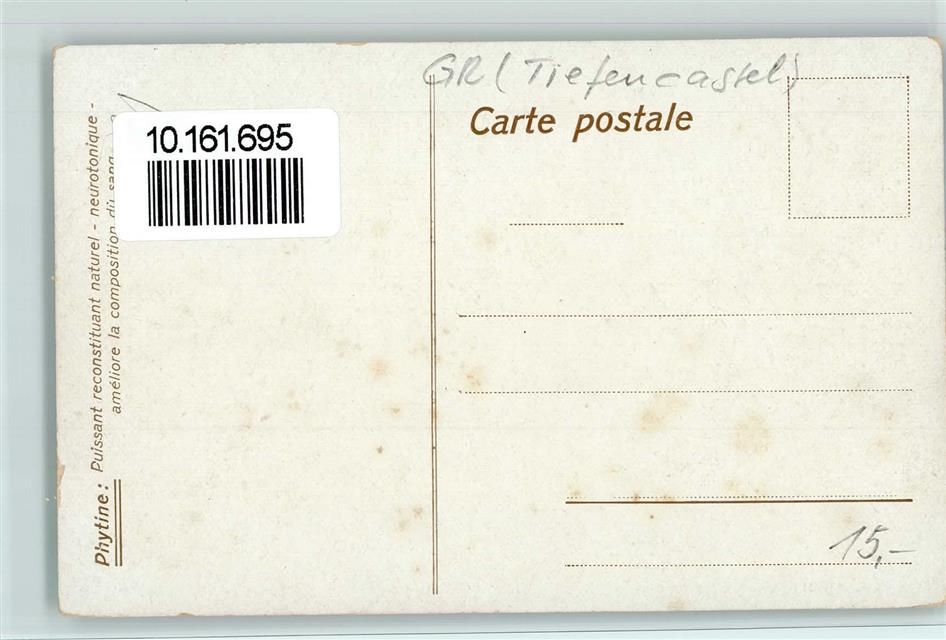 GR (Tiefencastel)
Carte postale
10.161.695
Phytine: Puissant reconstituant naturel - neurotonique -
améliore la composition du sang
15,-